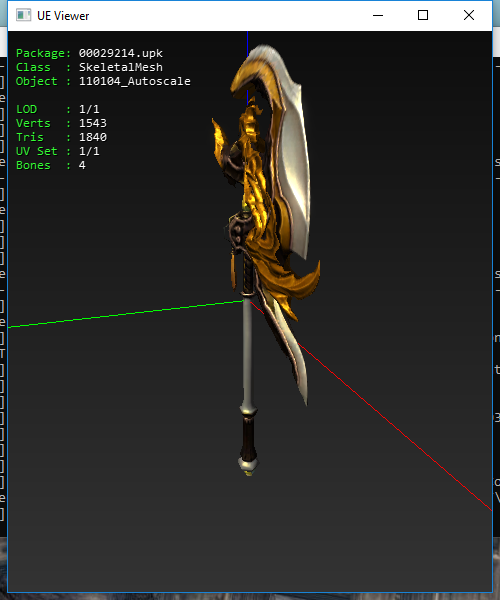 UE Viewer
Package: 00029214.upk
Class  : SkeletalMesh
Object : 110104_Autoscale
LOD    : 1/1
Verts  : 1543
Tris   : 1840
UV Set : 1/1
Bones  : 4